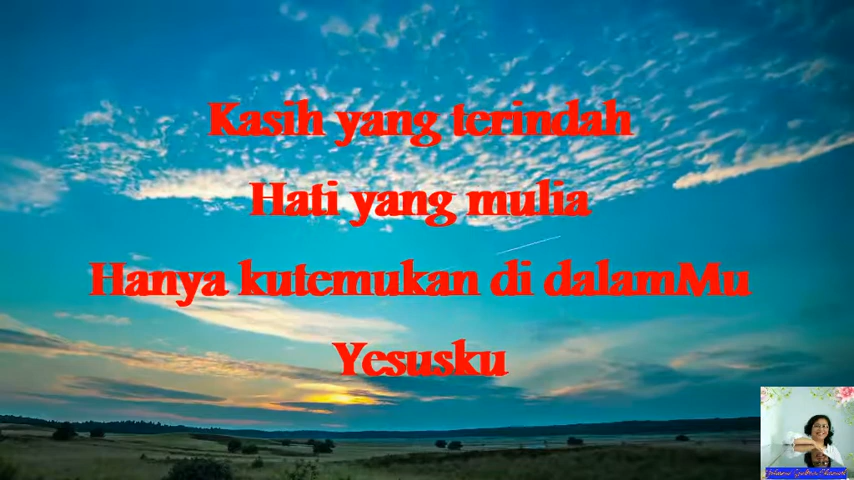 Kasih yang terindah
Hati yang mulia
Hanya kutemukan di dalamMu
Yesusku